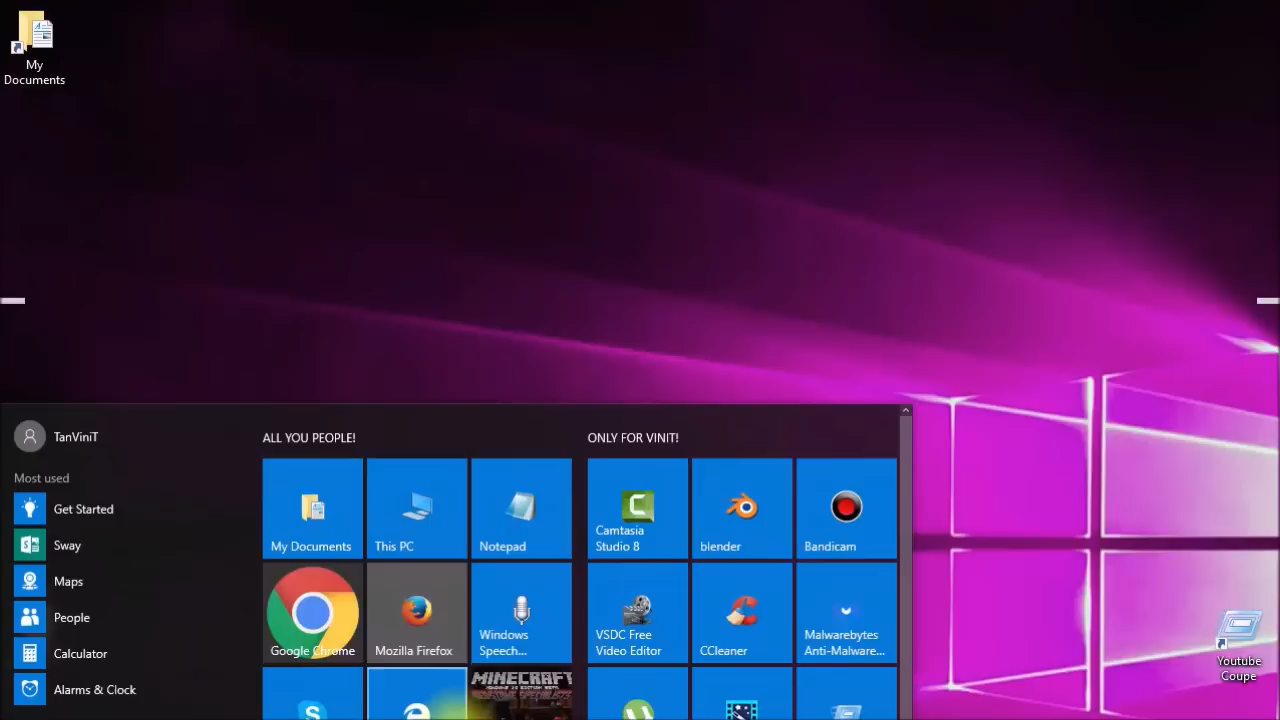 My
Documents
TanViniT
Most used
Get Started
Sway
Maps
People
Calculator
Alarms & Clock
ALL YOU PEOPLE!
My Documents
This PC
Notepad
Google Chrome
Mozilla Firefox
Windows
Speech...
MINECRAFT
ONLY FOR VINIT!
Camtasia
Studio 8
blender
Bandicam
VSDC Free
Video Editor
CCleaner
Malwarebytes
Anti-Malware...
Youtube
Coupe